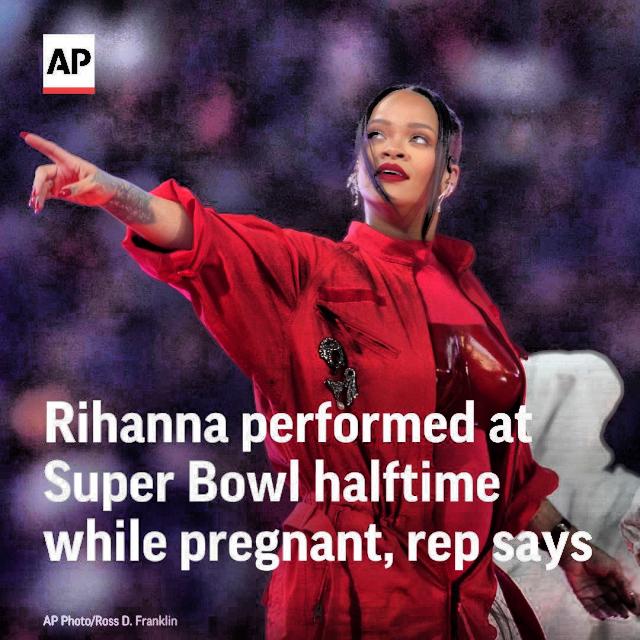 AP
Rihanna performed at
Super Bowl halftime
while pregnant, rep says
AP Photo/Ross D. Franklin